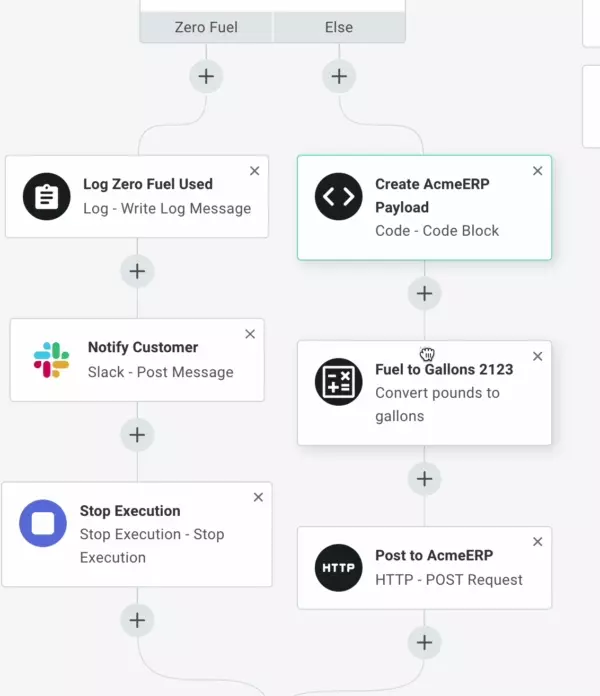 Zero Fuel
Else
Log Zero Fuel Used
Log - Write Log Message
Notify Customer
Slack - Post Message
Stop Execution
Stop Execution - Stop
Execution
Create AcmeERP
Payload
Code - Code Block
Fuel to Gallons 2123
Convert pounds to
gallons
HTTP
Post to AcmeERP
HTTP - POST Request